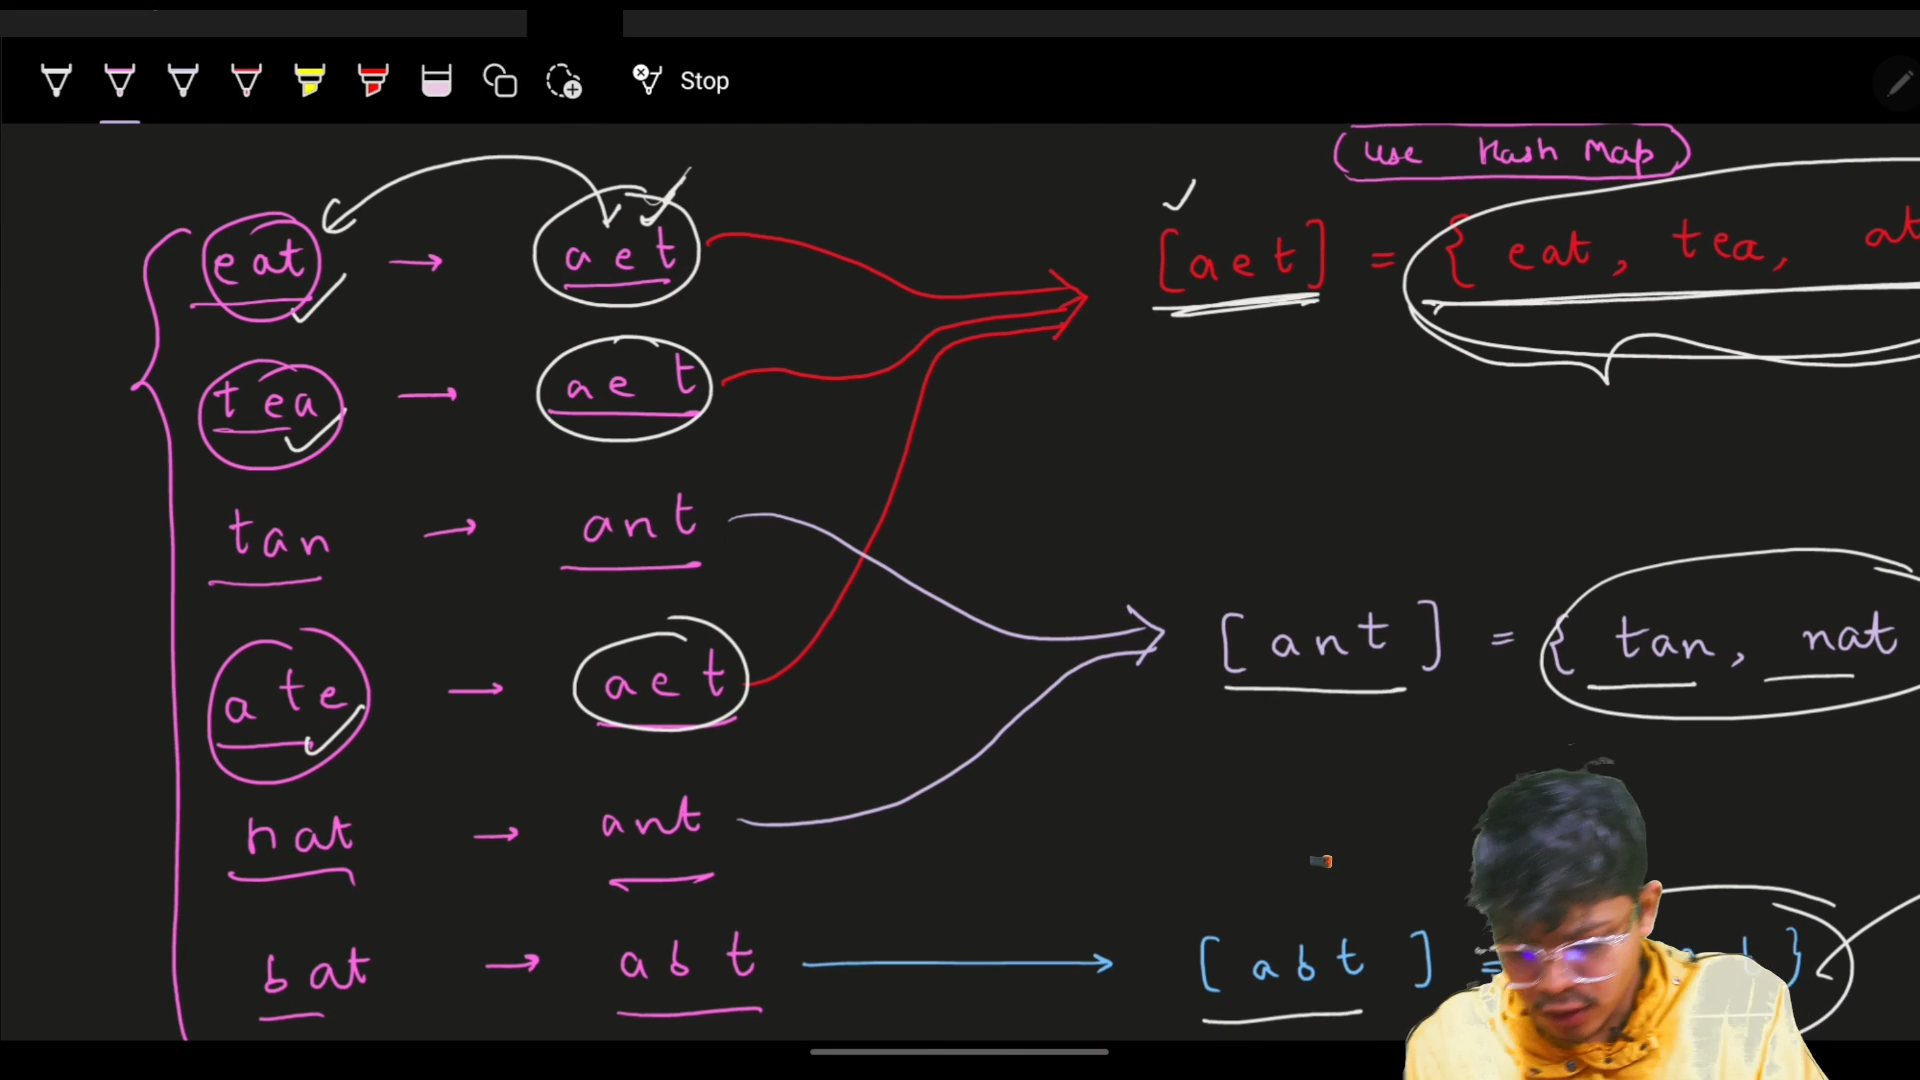 Stop
(Use Hash Map)
eat → aet [aet] = { eat, tea, at
tea → aet
tan → ant
[ant] = { tan, nat
ate → aet
nat → ant
bat → abt [abt] = t}